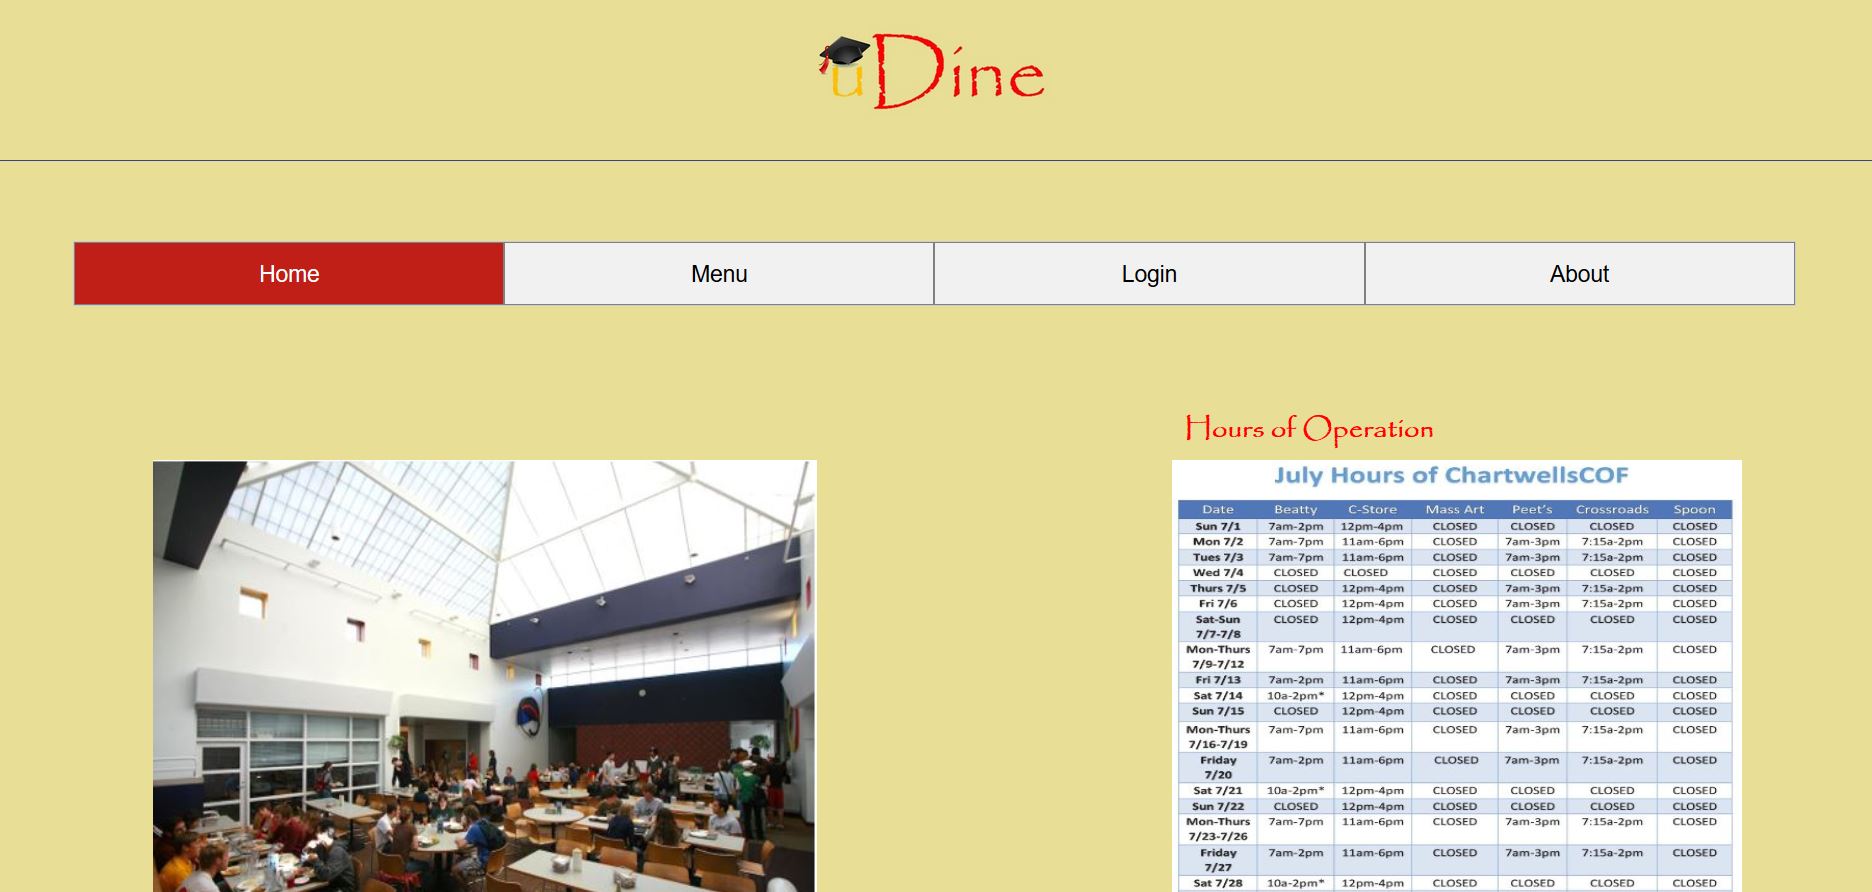 uDine
Home Menu Login About
Hours of Operation
July Hours of ChartwellsCOF
Date Beatty C-Store Mass Art Peet's Crossroads Spoon
Sun 7/1 7am-2pm 12pm-4pm CLOSED CLOSED CLOSED CLOSED
Mon 7/2 7am-7pm 11am-6pm CLOSED 7am-3pm 7:15a-2pm CLOSED
Tues 7/3 7am-7pm 11am-6pm CLOSED 7am-3pm 7:15a-2pm CLOSED
Wed 7/4 CLOSED CLOSED CLOSED CLOSED CLOSED CLOSED
Thurs 7/5 CLOSED 12pm-4pm CLOSED 7am-3pm 7:15a-2pm CLOSED
Fri 7/6 CLOSED 12pm-4pm CLOSED 7am-3pm 7:15a-2pm CLOSED
Sat-Sun CLOSED 12pm-4pm CLOSED CLOSED CLOSED CLOSED
7/7-7/8
Mon-Thurs 7am-7pm 11am-6pm CLOSED 7am-3pm 7:15a-2pm CLOSED
7/9-7/12
Fri 7/13 7am-2pm 11am-6pm CLOSED 7am-3pm 7:15a-2pm CLOSED
Sat 7/14 10a-2pm* 12pm-4pm CLOSED CLOSED CLOSED CLOSED
Sun 7/15 CLOSED 12pm-4pm CLOSED CLOSED CLOSED CLOSED
Mon-Thurs 7am-7pm 11am-6pm CLOSED 7am-3pm 7:15a-2pm CLOSED
7/16-7/19
Friday 7am-2pm 11am-6pm CLOSED 7am-3pm 7:15a-2pm CLOSED
7/20
Sat 7/21 10a-2pm* 12pm-4pm CLOSED CLOSED CLOSED CLOSED
Sun 7/22 CLOSED 12pm-4pm CLOSED CLOSED CLOSED CLOSED
Mon-Thurs 7am-7pm 11am-6pm CLOSED 7am-3pm 7:15a-2pm CLOSED
7/23-7/26
Friday 7am-2pm 11am-6pm CLOSED 7am-3pm 7:15a-2pm CLOSED
7/27
Sat 7/28 10a-2pm* 12pm-4pm CLOSED CLOSED CLOSED CLOSED